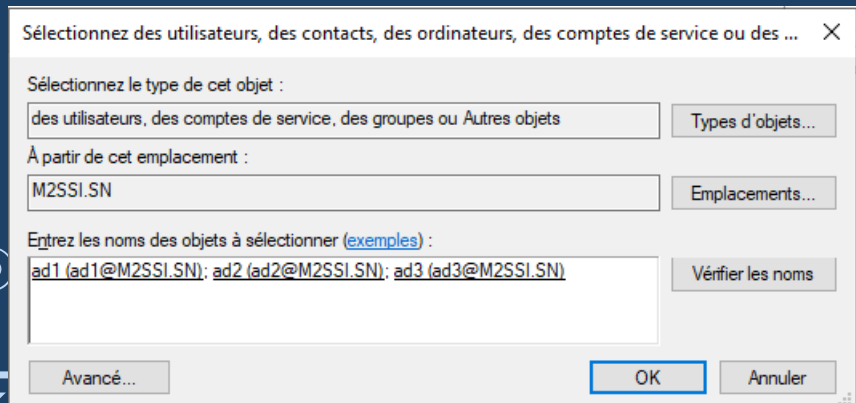 Sélectionnez des utilisateurs, des contacts, des ordinateurs, des comptes de service ou des ...
Sélectionnez le type de cet objet :
des utilisateurs, des comptes de service, des groupes ou Autres objets
Types d'objets...
À partir de cet emplacement :
M2SSI.SN
Emplacements...
Entrez les noms des objets à sélectionner (exemples) :
ad1 (ad1@M2SSI.SN); ad2 (ad2@M2SSI.SN); ad3 (ad3@M2SSI.SN)
Vérifier les noms
Avancé...
OK
Annuler